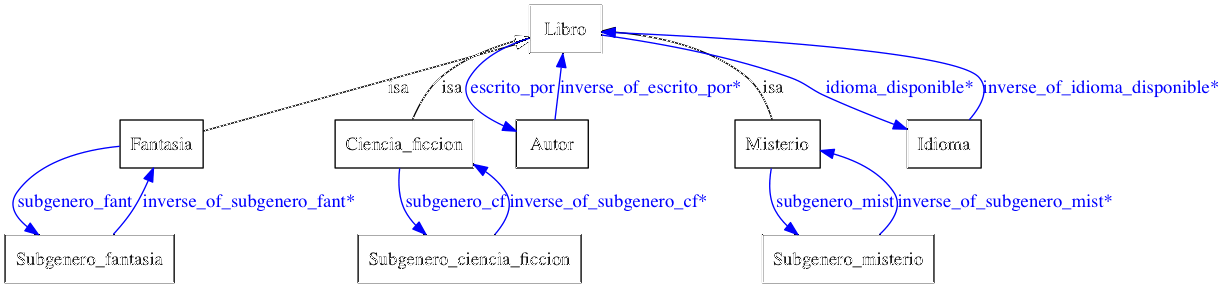 Libro
isa
isa
escrito_por
inverse_of_escrito_por*
isa
idioma_disponible*
inverse_of_idioma_disponible*
Fantasia
Ciencia_ficcion
Autor
Misterio
Idioma
subgenero_fant
inverse_of_subgenero_fant*
subgenero_cf
inverse_of_subgenero_cf*
subgenero_mist
inverse_of_subgenero_mist*
Subgenero_fantasia
Subgenero_ciencia_ficcion
Subgenero_misterio